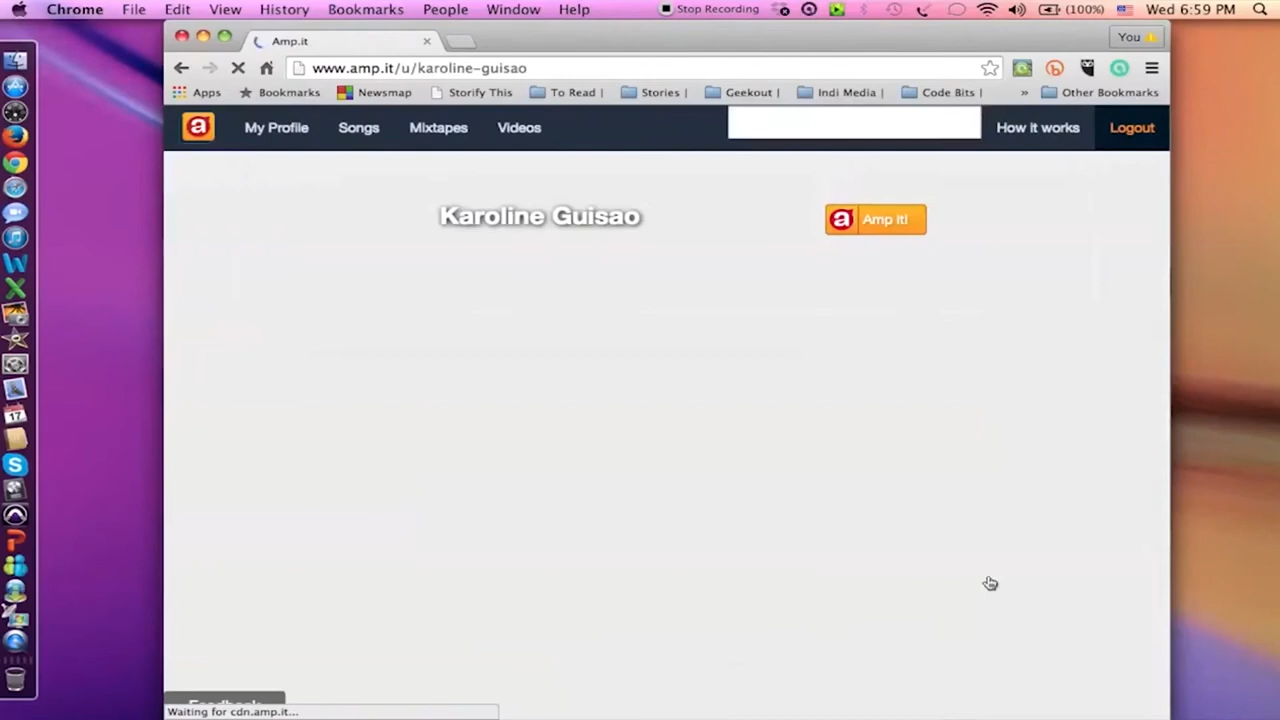 Chrome File Edit View History Bookmarks People Window Help Stop Recording (100%) Wed 6:59 PM
Amp.it You
www.amp.it/u/karoline-guisao
Apps Bookmarks Newsmap Storify This To Read | Stories | Geekout | Indi Media | Code Bits | » Other Bookmarks
a My Profile Songs Mixtapes Videos How it works Logout
Karoline Guisao a Amp it!
17
Feedback
Waiting for cdn.amp.it...